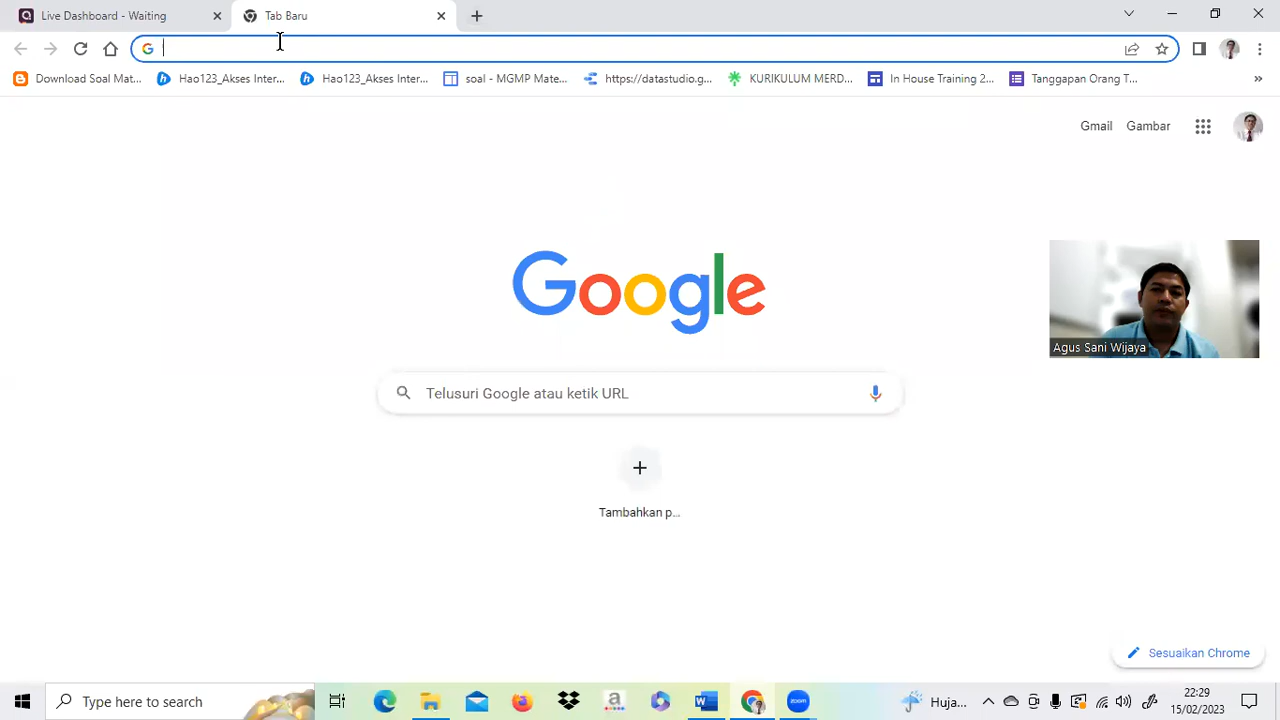 Live Dashboard - Waiting
Tab Baru
Download Soal Mat...
Hao123_Akses Inter...
Hao123_Akses Inter...
soal - MGMP Mate...
https://datastudio.g...
KURIKULUM MERD...
In House Training 2...
Tanggapan Orang T...
»
Gmail
Gambar
Google
Agus Sani Wijaya
Telusuri Google atau ketik URL
Tambahkan p...
Sesuaikan Chrome
Type here to search
zoom
Huja...
22:29
15/02/2023